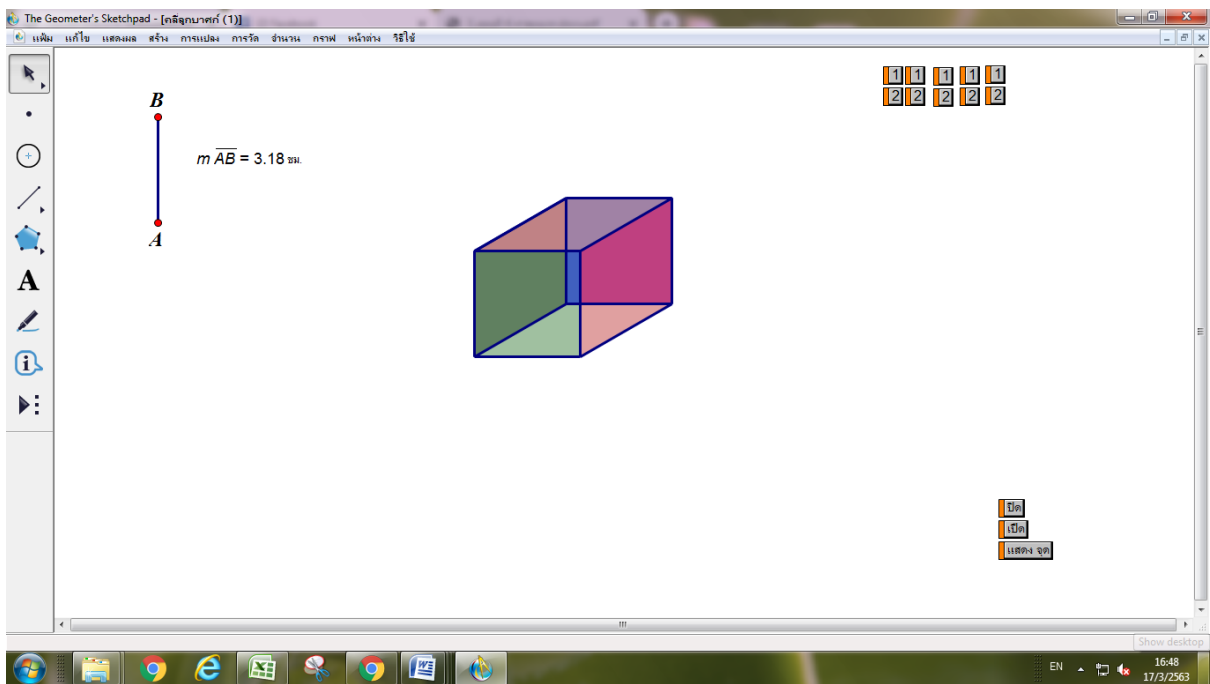 The Geometer's Sketchpad - [คลี่ลูกบาศก์ (1)]
แฟ้ม แก้ไข แสดงผล สร้าง การแปลง การวัด จำนวน กราฟ หน้าต่าง วิธีใช้
B
m AB = 3.18 ซม.
A
A
1 1 1 1 1
2 2 2 2 2
ปิด
เปิด
แสดง จุด
Show desktop
EN
16:48
17/3/2563